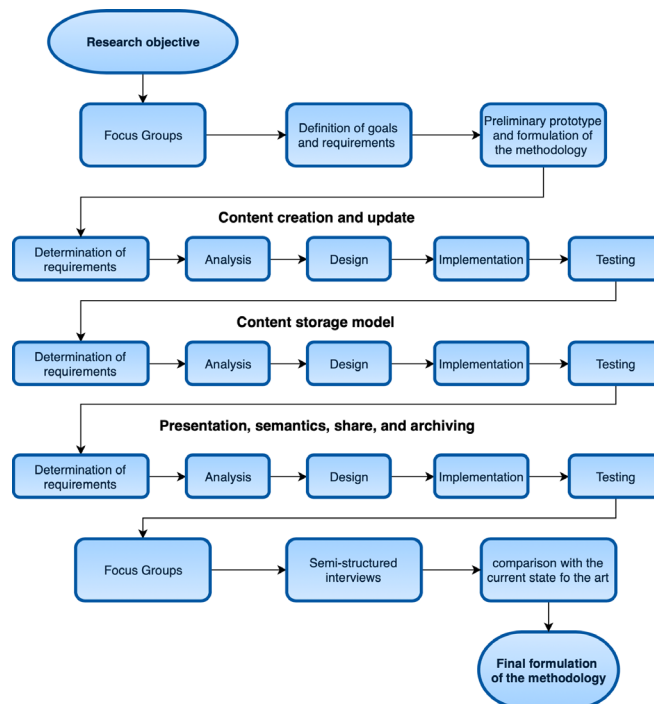 Research objective
Focus Groups
Definition of goals
and requirements
Preliminary prototype
and formulation of
the methodology
Content creation and update
Determination of
requirements
Analysis
Design
Implementation
Testing
Content storage model
Determination of
requirements
Analysis
Design
Implementation
Testing
Presentation, semantics, share, and archiving
Determination of
requirements
Analysis
Design
Implementation
Testing
Focus Groups
Semi-structured
interviews
comparison with the
current state fo the art
Final formulation
of the methodology